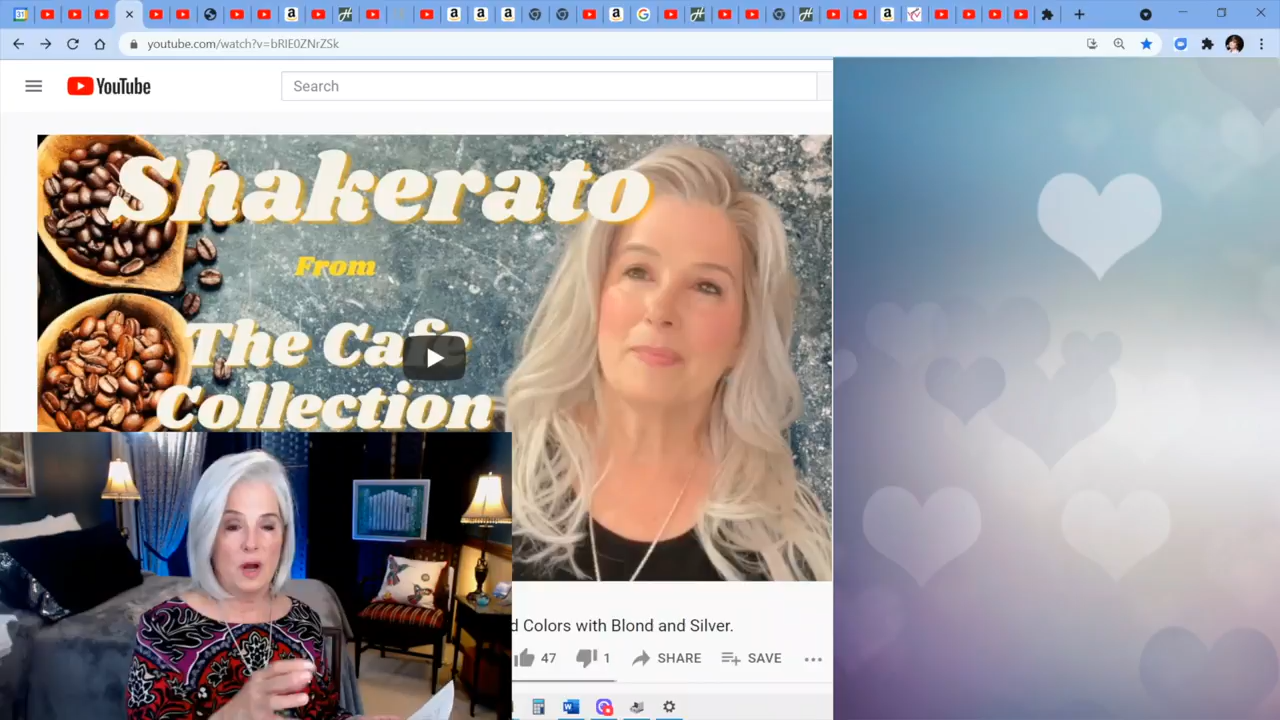 youtube.com/watch?v=bRlE0ZNrZSk
YouTube
Search
Shakerato
From
The Cafe
Collection
d Colors with Blond and Silver.
47
1
SHARE
SAVE